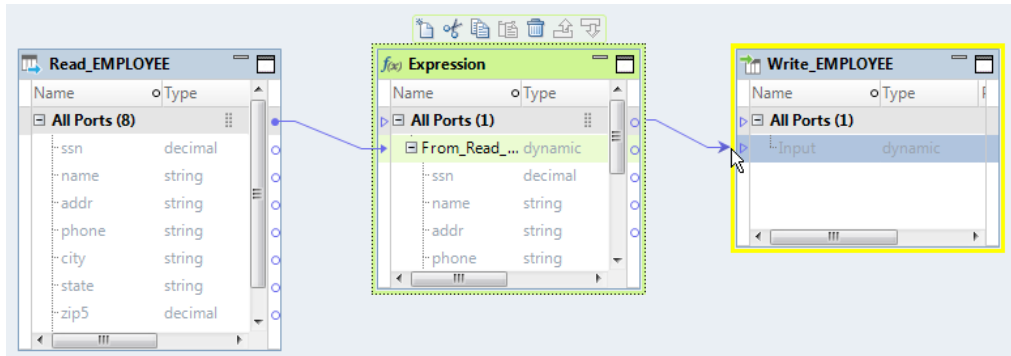 Read_EMPLOYEE
Name Type
All Ports (8)
ssn decimal
name string
addr string
phone string
city string
state string
zip5 decimal
f(x) Expression
Name Type
All Ports (1)
From_Read_... dynamic
ssn decimal
name string
addr string
phone string
Write_EMPLOYEE
Name Type
All Ports (1)
Input dynamic